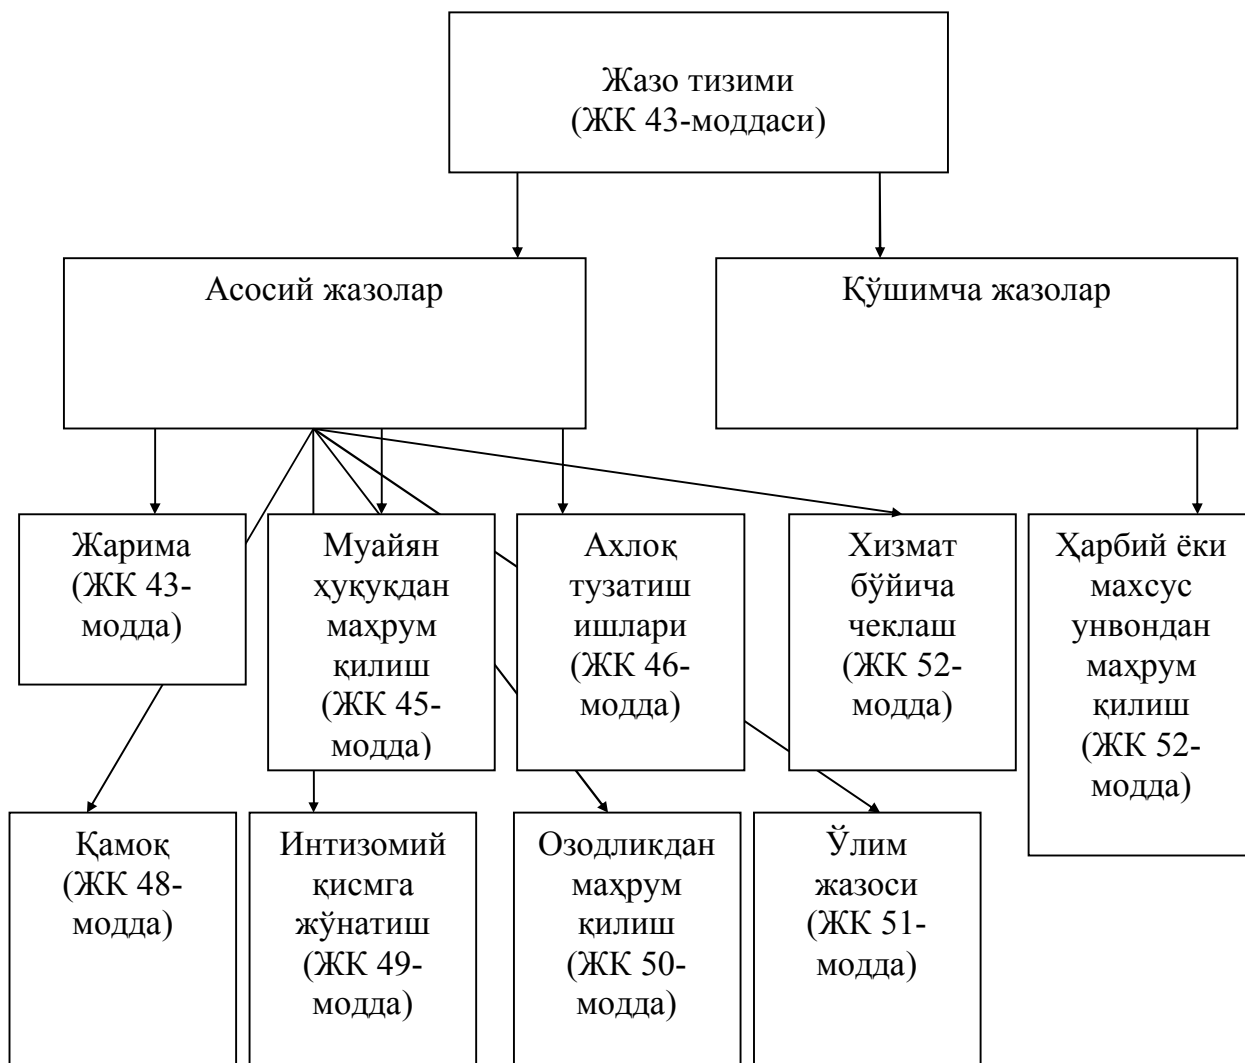 Жазо тизими
(ЖК 43-моддаси)
Асосий жазолар
Қўшимча жазолар
Жарима
(ЖК 43-
модда)
Муайян
ҳуқуқдан
маҳрум
қилиш
(ЖК 45-
модда)
Ахлоқ
тузатиш
ишлари
(ЖК 46-
модда)
Хизмат
бўйича
чеклаш
(ЖК 52-
модда)
Ҳарбий ёки
махсус
унвондан
маҳрум
қилиш
(ЖК 52-
модда)
Қамоқ
(ЖК 48-
модда)
Интизомий
қисмга
жўнатиш
(ЖК 49-
модда)
Озодликдан
маҳрум
қилиш
(ЖК 50-
модда)
Ўлим
жазоси
(ЖК 51-
модда)